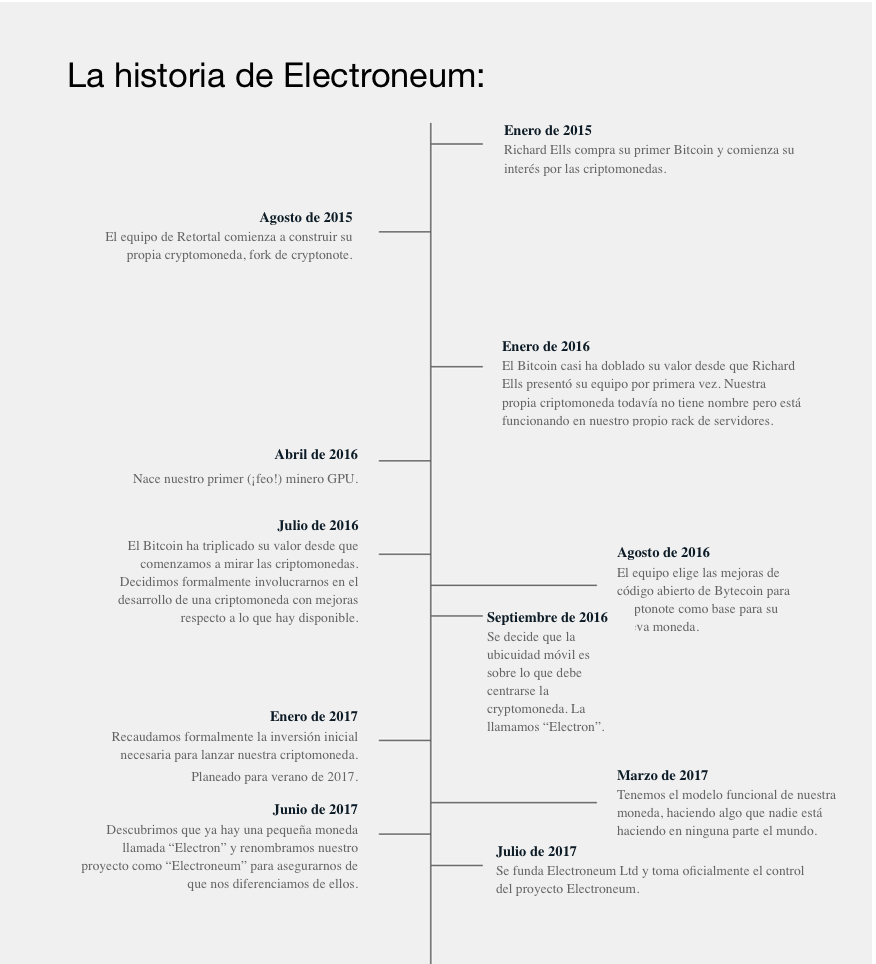 La historia de Electroneum:
Enero de 2015
Richard Ells compra su primer Bitcoin y comienza su
interés por las criptomonedas.
Agosto de 2015
El equipo de Retortal comienza a construir su
propia cryptomoneda, fork de cryptonote.
Enero de 2016
El Bitcoin casi ha doblado su valor desde que Richard
Ells presentó su equipo por primera vez. Nuestra
propia criptomoneda todavía no tiene nombre pero está
funcionando en nuestro propio rack de servidores.
Abril de 2016
Nace nuestro primer (¡feo!) minero GPU.
Julio de 2016
El Bitcoin ha triplicado su valor desde que
comenzamos a mirar las criptomonedas.
Decidimos formalmente involucrarnos en el
desarrollo de una criptomoneda con mejoras
respecto a lo que hay disponible.
Agosto de 2016
El equipo elige las mejoras de
código abierto de Bytecoin para
ptonote como base para su
va moneda.
Septiembre de 2016
Se decide que la
ubicuidad móvil es
sobre lo que debe
centrarse la
cryptomoneda. La
llamamos “Electron”.
Enero de 2017
Recaudamos formalmente la inversión inicial
necesaria para lanzar nuestra criptomoneda.
Planeado para verano de 2017.
Marzo de 2017
Tenemos el modelo funcional de nuestra
moneda, haciendo algo que nadie está
haciendo en ninguna parte el mundo.
Junio de 2017
Descubrimos que ya hay una pequeña moneda
llamada “Electron” y renombramos nuestro
proyecto como “Electroneum” para asegurarnos de
que nos diferenciamos de ellos.
Julio de 2017
Se funda Electroneum Ltd y toma oficialmente el control
del proyecto Electroneum.